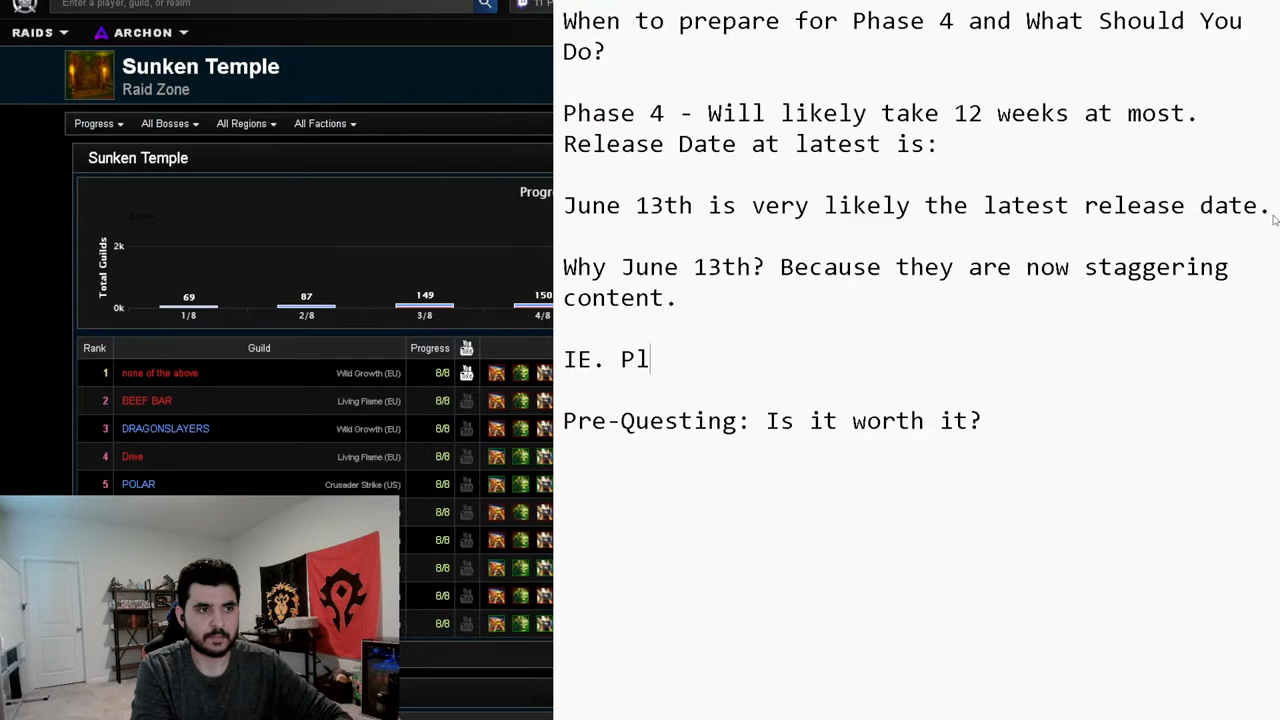 Enter a player, guild, or realm
11 P
RAIDS
ARCHON
Sunken Temple
Raid Zone
Progress
All Bosses
All Regions
All Factions
Sunken Temple
Progr
Total Guilds
2k
0k
69
87
149
150
1/8
2/8
3/8
4/8
Rank
Guild
Progress
1
none of the above
Wild Growth (EU)
8/8
2
BEEF BAR
Living Flame (EU)
8/8
3
DRAGONSLAYERS
Wild Growth (EU)
8/8
4
Drive
Living Flame (EU)
8/8
5
POLAR
Crusader Strike (US)
8/8
8/8
8/8
8/8
8/8
8/8
When to prepare for Phase 4 and What Should You
Do?
Phase 4 - Will likely take 12 weeks at most.
Release Date at latest is:
June 13th is very likely the latest release date.
Why June 13th? Because they are now staggering
content.
IE. Pl
Pre-Questing: Is it worth it?